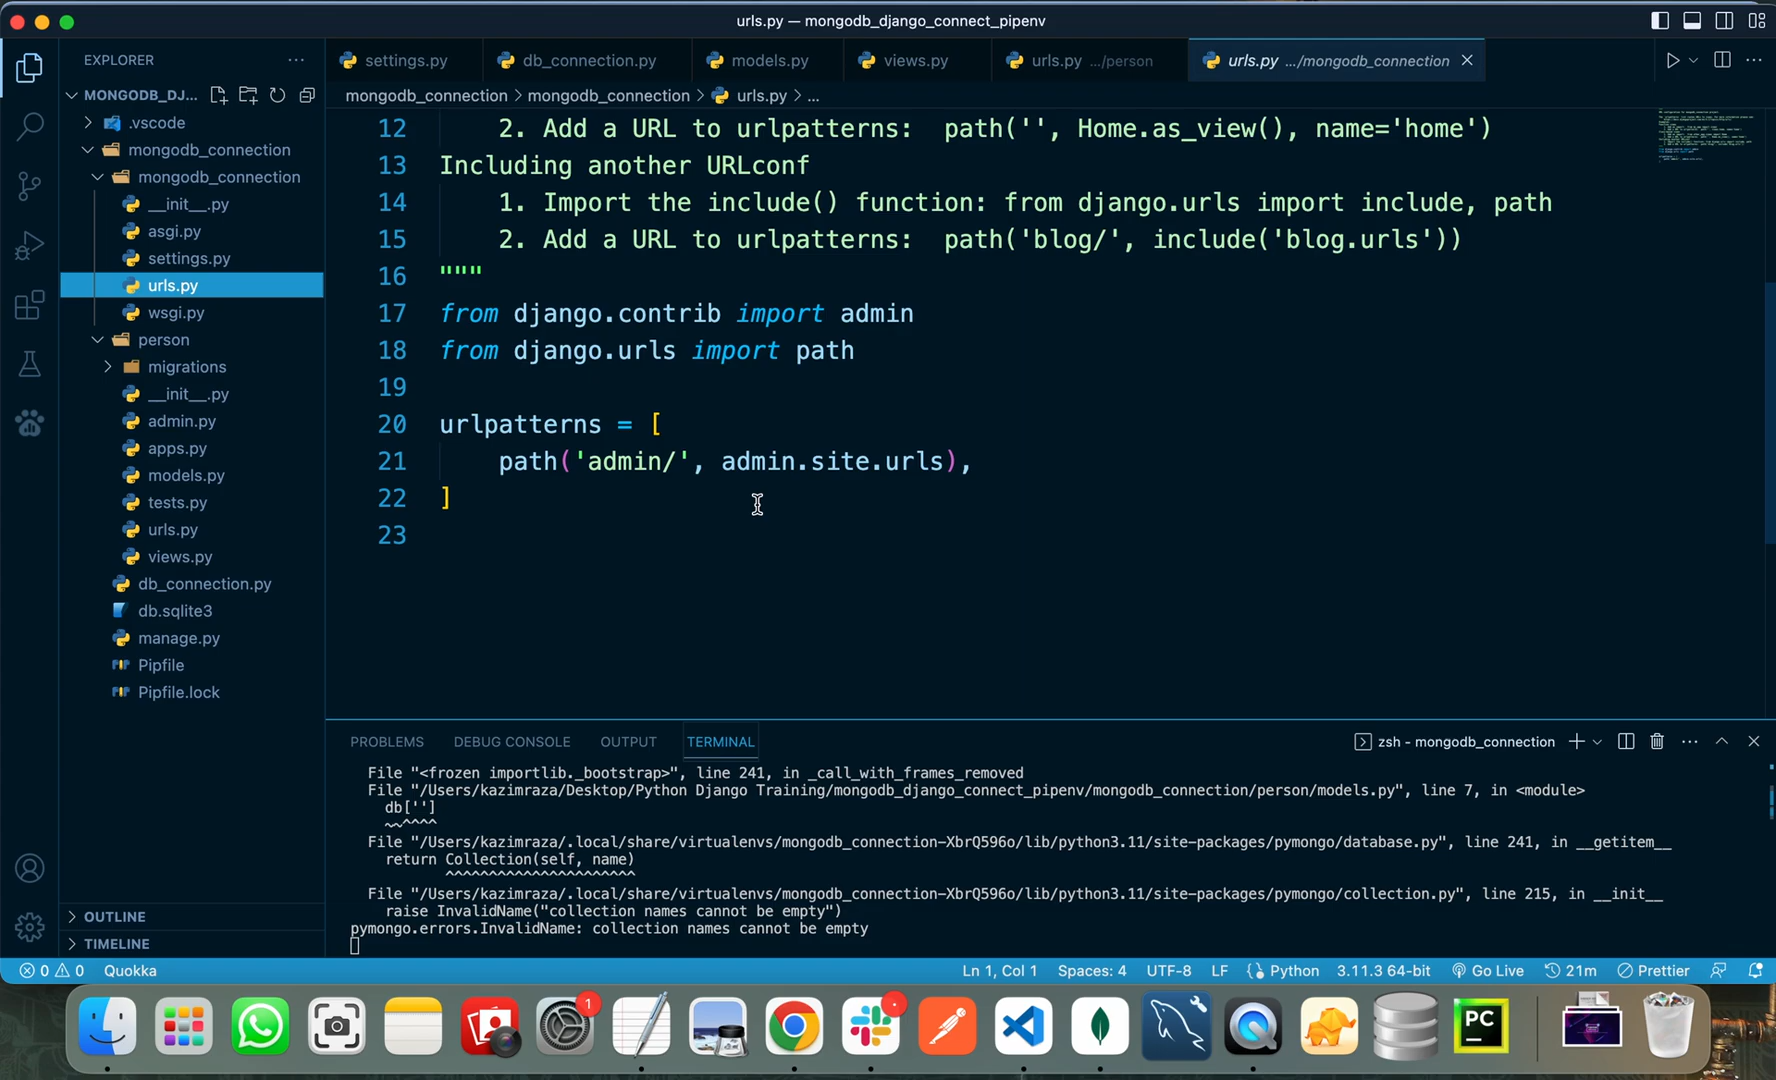 urls.py — mongodb_django_connect_pipenv
EXPLORER
settings.py
db_connection.py
models.py
views.py
urls.py .../person
urls.py .../mongodb_connection
MONGODB_DJ...
mongodb_connection > mongodb_connection > urls.py > ...
.vscode
mongodb_connection
mongodb_connection
__init__.py
asgi.py
settings.py
urls.py
wsgi.py
person
migrations
__init__.py
admin.py
apps.py
models.py
tests.py
urls.py
views.py
db_connection.py
db.sqlite3
manage.py
Pipfile
Pipfile.lock
OUTLINE
TIMELINE
12 2. Add a URL to urlpatterns:  path('', Home.as_view(), name='home')
13 Including another URLconf
14 1. Import the include() function: from django.urls import include, path
15 2. Add a URL to urlpatterns:  path('blog/', include('blog.urls'))
16 """
17 from django.contrib import admin
18 from django.urls import path
19
20 urlpatterns = [
21 path('admin/', admin.site.urls),
22 ]
23
PROBLEMS DEBUG CONSOLE OUTPUT TERMINAL
zsh - mongodb_connection
File "<frozen importlib._bootstrap>", line 241, in _call_with_frames_removed
File "/Users/kazimraza/Desktop/Python Django Training/mongodb_django_connect_pipenv/mongodb_connection/person/models.py", line 7, in <module>
db['']
~~^^^^
File "/Users/kazimraza/.local/share/virtualenvs/mongodb_connection-XbrQ596o/lib/python3.11/site-packages/pymongo/database.py", line 241, in __getitem__
return Collection(self, name)
^^^^^^^^^^^^^^^^^^^^^^
File "/Users/kazimraza/.local/share/virtualenvs/mongodb_connection-XbrQ596o/lib/python3.11/site-packages/pymongo/collection.py", line 215, in __init__
raise InvalidName("collection names cannot be empty")
pymongo.errors.InvalidName: collection names cannot be empty
0 0 Quokka
Ln 1, Col 1
Spaces: 4
UTF-8
LF
Python
3.11.3 64-bit
Go Live
21m
Prettier
1
PC